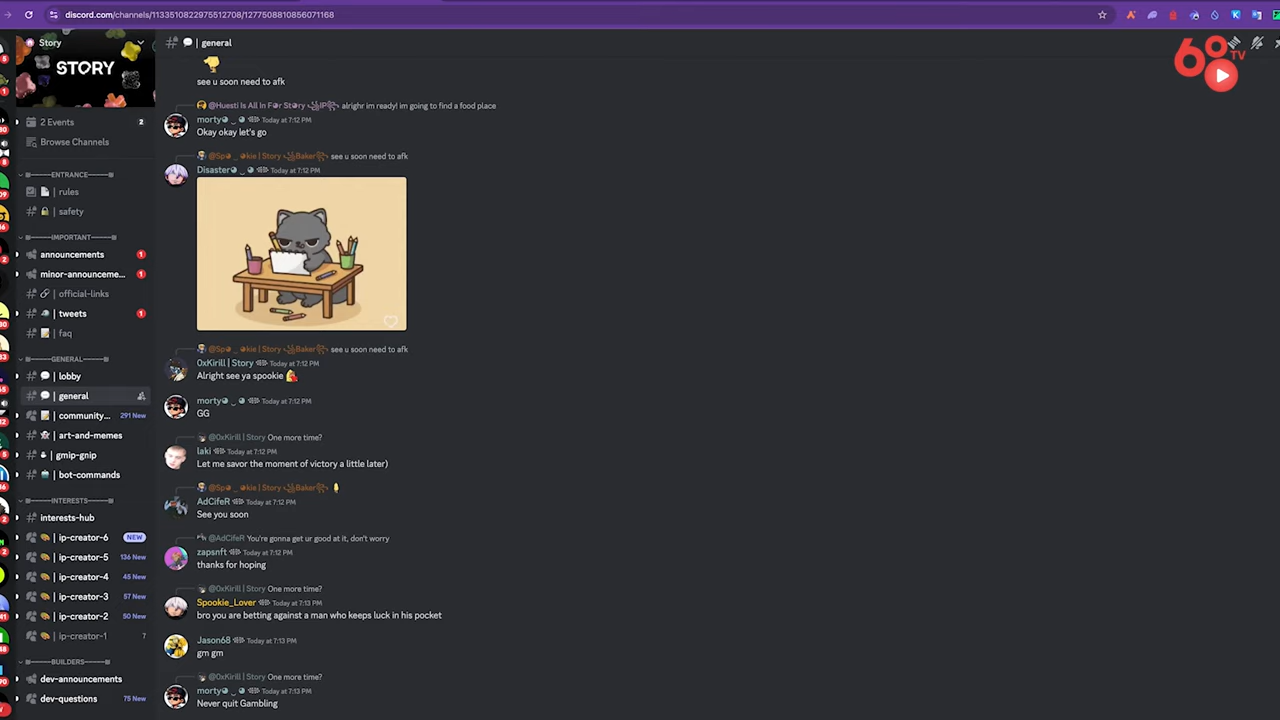 discord.com/channels/1133510822975512708/1277508810856071168
Story
STORY
2 Events
2
Browse Channels
ENTRANCE
rules
safety
IMPORTANT
announcements
1
minor-announceme...
1
official-links
tweets
1
faq
GENERAL
lobby
general
community...
291 New
art-and-memes
gmip-gnip
bot-commands
INTERESTS
interests-hub
ip-creator-6
NEW
ip-creator-5
136 New
ip-creator-4
45 New
ip-creator-3
57 New
ip-creator-2
50 New
ip-creator-1
7
BUILDERS
dev-announcements
dev-questions
75 New
# | general
68 TV
see u soon need to afk
alrighr im ready! im going to find a food place
morty Today at 7:12 PM
Okay okay let's go
see u soon need to afk
Disaster Today at 7:12 PM
see u soon need to afk
0xKirill | Story Today at 7:12 PM
Alright see ya spookie
morty Today at 7:12 PM
GG
@0xKirill | Story One more time?
laki Today at 7:12 PM
Let me savor the moment of victory a little later)
AdCifeR Today at 7:12 PM
See you soon
@AdCifeR You're gonna get ur good at it, don't worry
zapsnft Today at 7:12 PM
thanks for hoping
@0xKirill | Story One more time?
Spookie_Lover Today at 7:13 PM
bro you are betting against a man who keeps luck in his pocket
Jason68 Today at 7:13 PM
gm gm
@0xKirill | Story One more time?
morty Today at 7:13 PM
Never quit Gambling